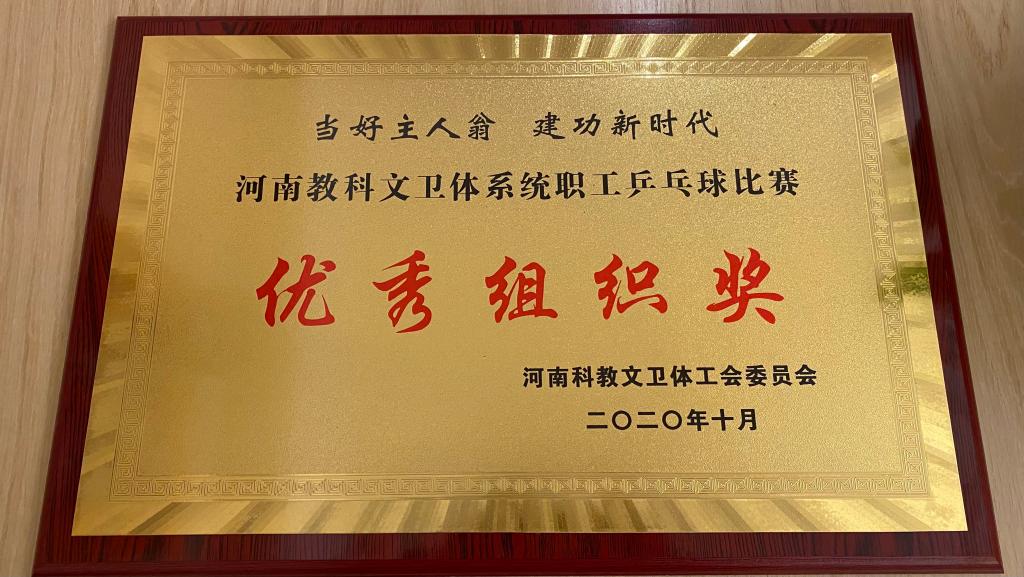 当好主人翁 建功新时代
河南教科文卫体系统职工乒乓球比赛
优秀组织奖
河南科教文卫体工会委员会
二〇二〇年十月